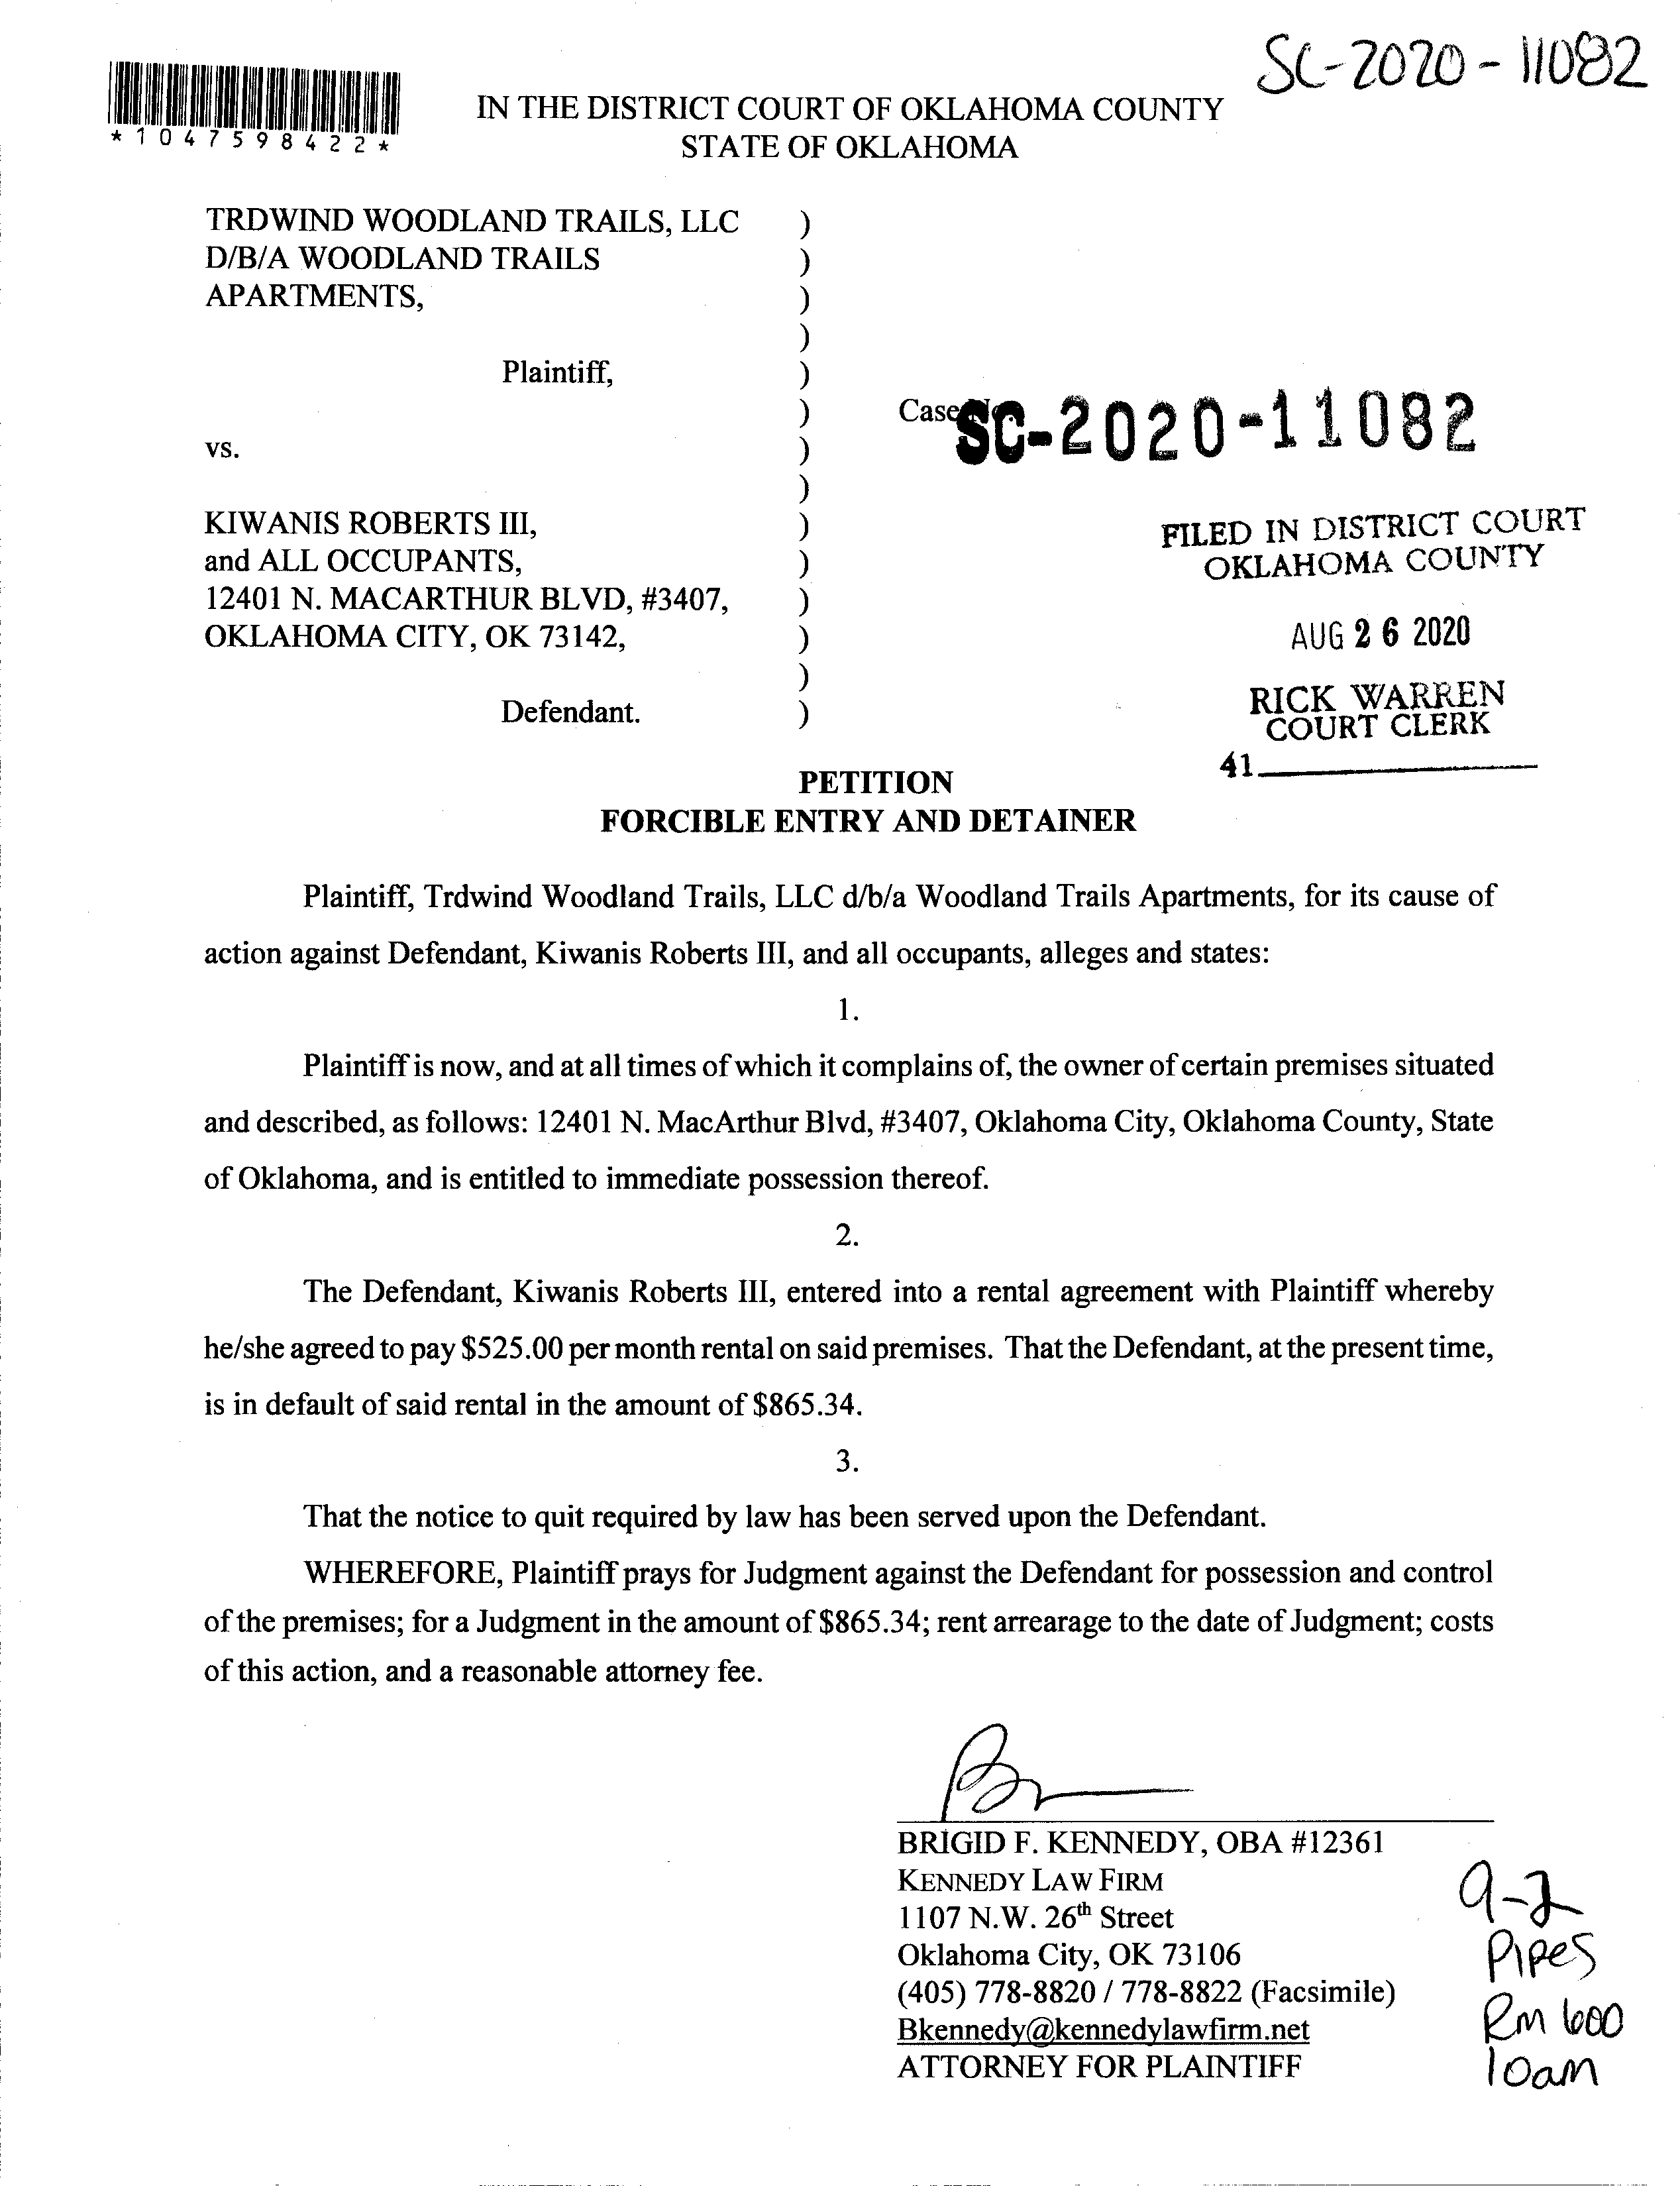 SC-2020-11082
*1047598422*
IN THE DISTRICT COURT OF OKLAHOMA COUNTY
STATE OF OKLAHOMA
TRDWIND WOODLAND TRAILS, LLC )
D/B/A WOODLAND TRAILS )
APARTMENTS, )
)
Plaintiff, )
)
vs. )
)
KIWANIS ROBERTS III, )
and ALL OCCUPANTS, )
12401 N. MACARTHUR BLVD, #3407, )
OKLAHOMA CITY, OK 73142, )
)
Defendant. )
Case No. SC-2020-11082
FILED IN DISTRICT COURT
OKLAHOMA COUNTY
AUG 26 2020
RICK WARREN
COURT CLERK
41
PETITION
FORCIBLE ENTRY AND DETAINER
Plaintiff, Trdwind Woodland Trails, LLC d/b/a Woodland Trails Apartments, for its cause of
action against Defendant, Kiwanis Roberts III, and all occupants, alleges and states:
1.
Plaintiff is now, and at all times of which it complains of, the owner of certain premises situated
and described, as follows: 12401 N. MacArthur Blvd, #3407, Oklahoma City, Oklahoma County, State
of Oklahoma, and is entitled to immediate possession thereof.
2.
The Defendant, Kiwanis Roberts III, entered into a rental agreement with Plaintiff whereby
he/she agreed to pay $525.00 per month rental on said premises. That the Defendant, at the present time,
is in default of said rental in the amount of $865.34.
3.
That the notice to quit required by law has been served upon the Defendant.
WHEREFORE, Plaintiff prays for Judgment against the Defendant for possession and control
of the premises; for a Judgment in the amount of $865.34; rent arrearage to the date of Judgment; costs
of this action, and a reasonable attorney fee.
BRIGID F. KENNEDY, OBA #12361
KENNEDY LAW FIRM
1107 N.W. 26th Street
Oklahoma City, OK 73106
(405) 778-8820 / 778-8822 (Facsimile)
Bkennedy@kennedylawfirm.net
ATTORNEY FOR PLAINTIFF
9-2
Pipes
Rm 600
10am